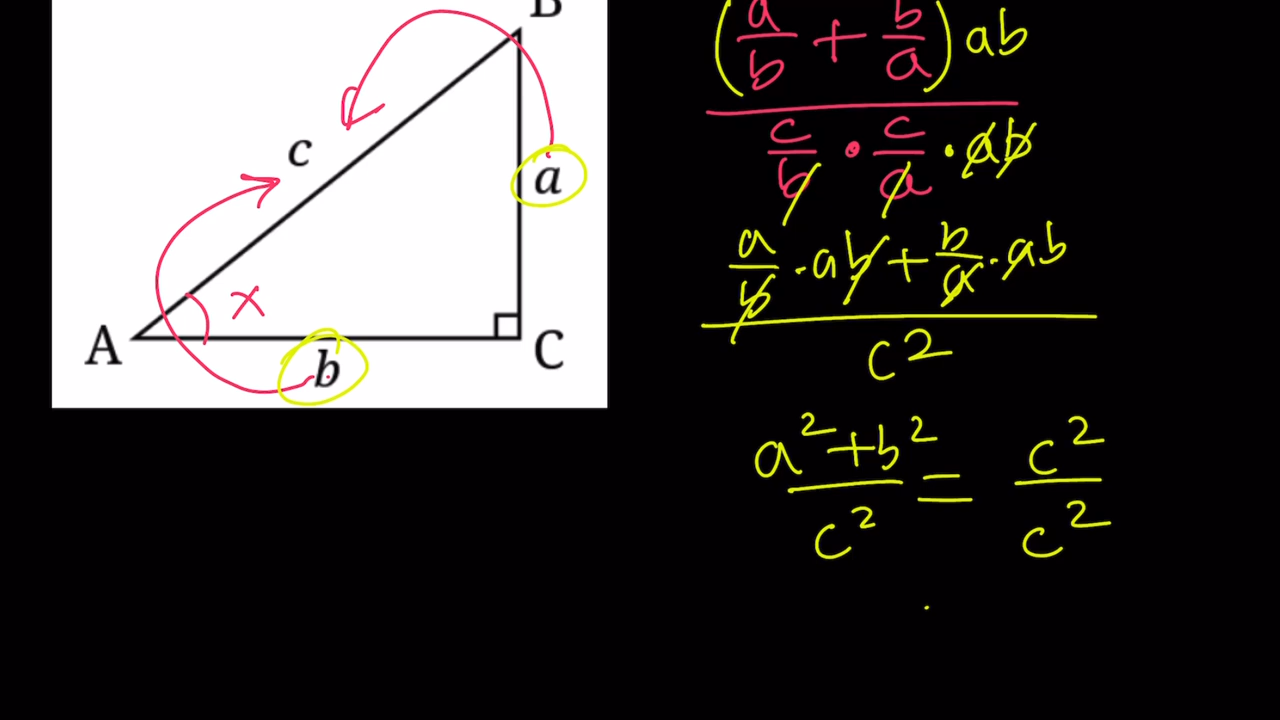 B
c
a
x
A
b
C
(a/b + b/a) ab
c/b • c/a • ab
a/b · ab + b/a · ab
c²
a² + b² / c² = c² / c²